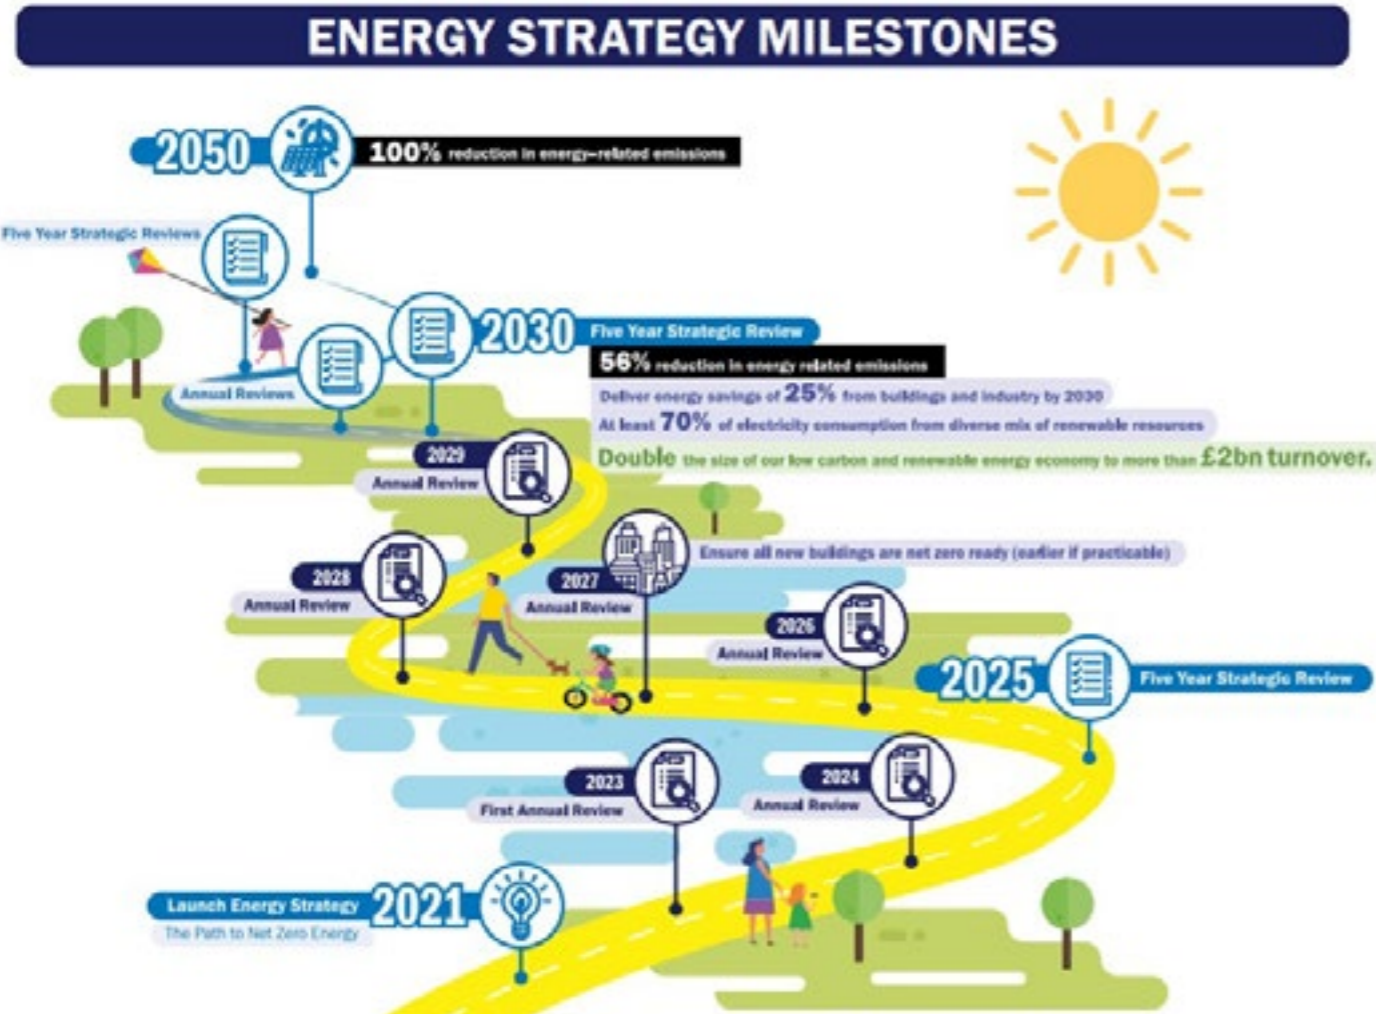 ENERGY STRATEGY MILESTONES
2050
100% reduction in energy-related emissions
Five Year Strategic Reviews
2030
Five Year Strategic Review
56% reduction in energy related emissions
Annual Reviews
Deliver energy savings of 25% from buildings and industry by 2030
At least 70% of electricity consumption from diverse mix of renewable resources
Double the size of our low carbon and renewable energy economy to more than £2bn turnover.
2029
Annual Review
Ensure all new buildings are net zero ready (earlier if practicable)
2028
Annual Review
2027
Annual Review
2026
Annual Review
2025
Five Year Strategic Review
2023
First Annual Review
2024
Annual Review
Launch Energy Strategy
2021
The Path to Net Zero Energy